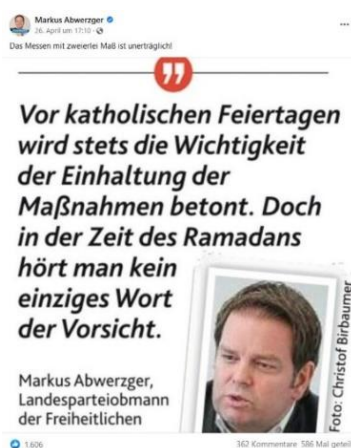 Markus Abwerzger
26. April um 17:10
Das Messen mit zweierlei Maß ist unerträglich!
Vor katholischen Feiertagen
wird stets die Wichtigkeit
der Einhaltung der
Maßnahmen betont. Doch
in der Zeit des Ramadans
hört man kein
einziges Wort
der Vorsicht.
Markus Abwerzger,
Landesparteiobmann
der Freiheitlichen
Foto: Christof Birbaumer
1.606
362 Kommentare 586 Mal geteilt